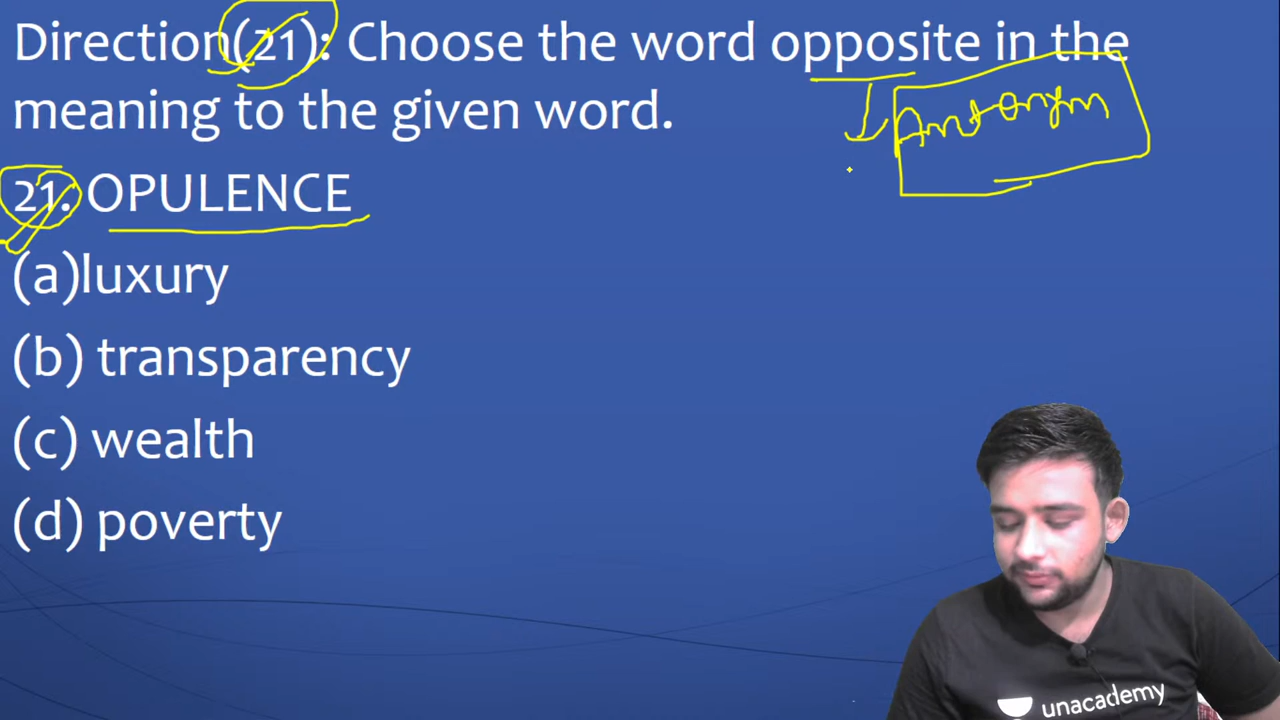 Direction(21): Choose the word opposite in the
meaning to the given word.
Antonym
21. OPULENCE
(a)luxury
(b) transparency
(c) wealth
(d) poverty
unacademy